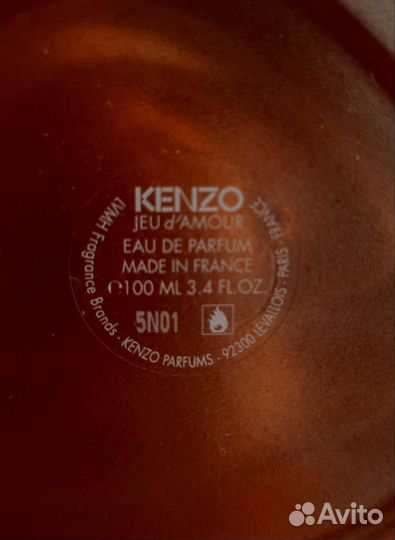 KENZO
JEU d'AMOUR
EAU DE PARFUM
MADE IN FRANCE
℮100 ML 3.4 FL.OZ.
5N01
LVMH Fragrance Brands - KENZO PARFUMS - 92300 LEVALLOIS - PARIS - FRANCE
Avito